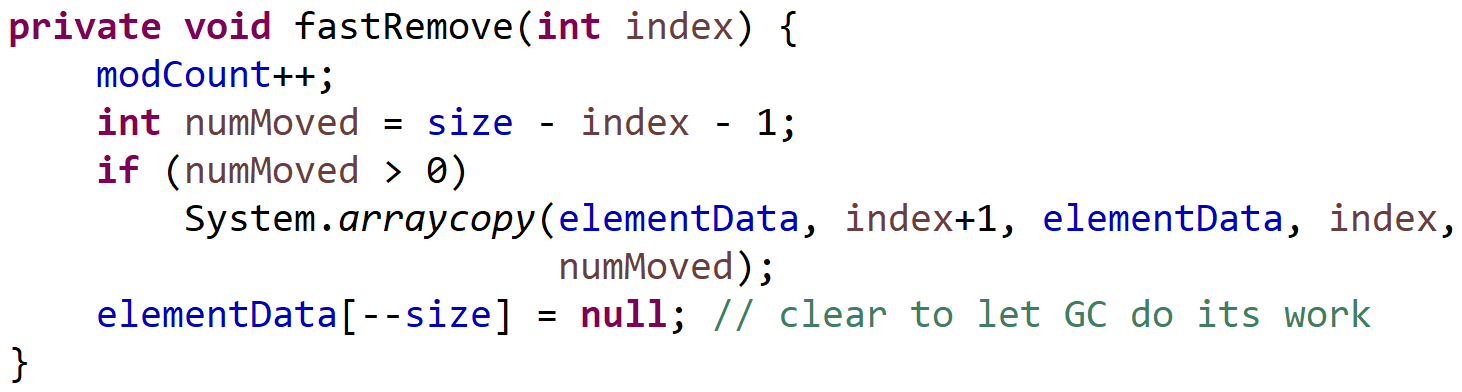 private void fastRemove(int index) {
    modCount++;
    int numMoved = size - index - 1;
    if (numMoved > 0)
        System.arraycopy(elementData, index+1, elementData, index,
                         numMoved);
    elementData[--size] = null; // clear to let GC do its work
}